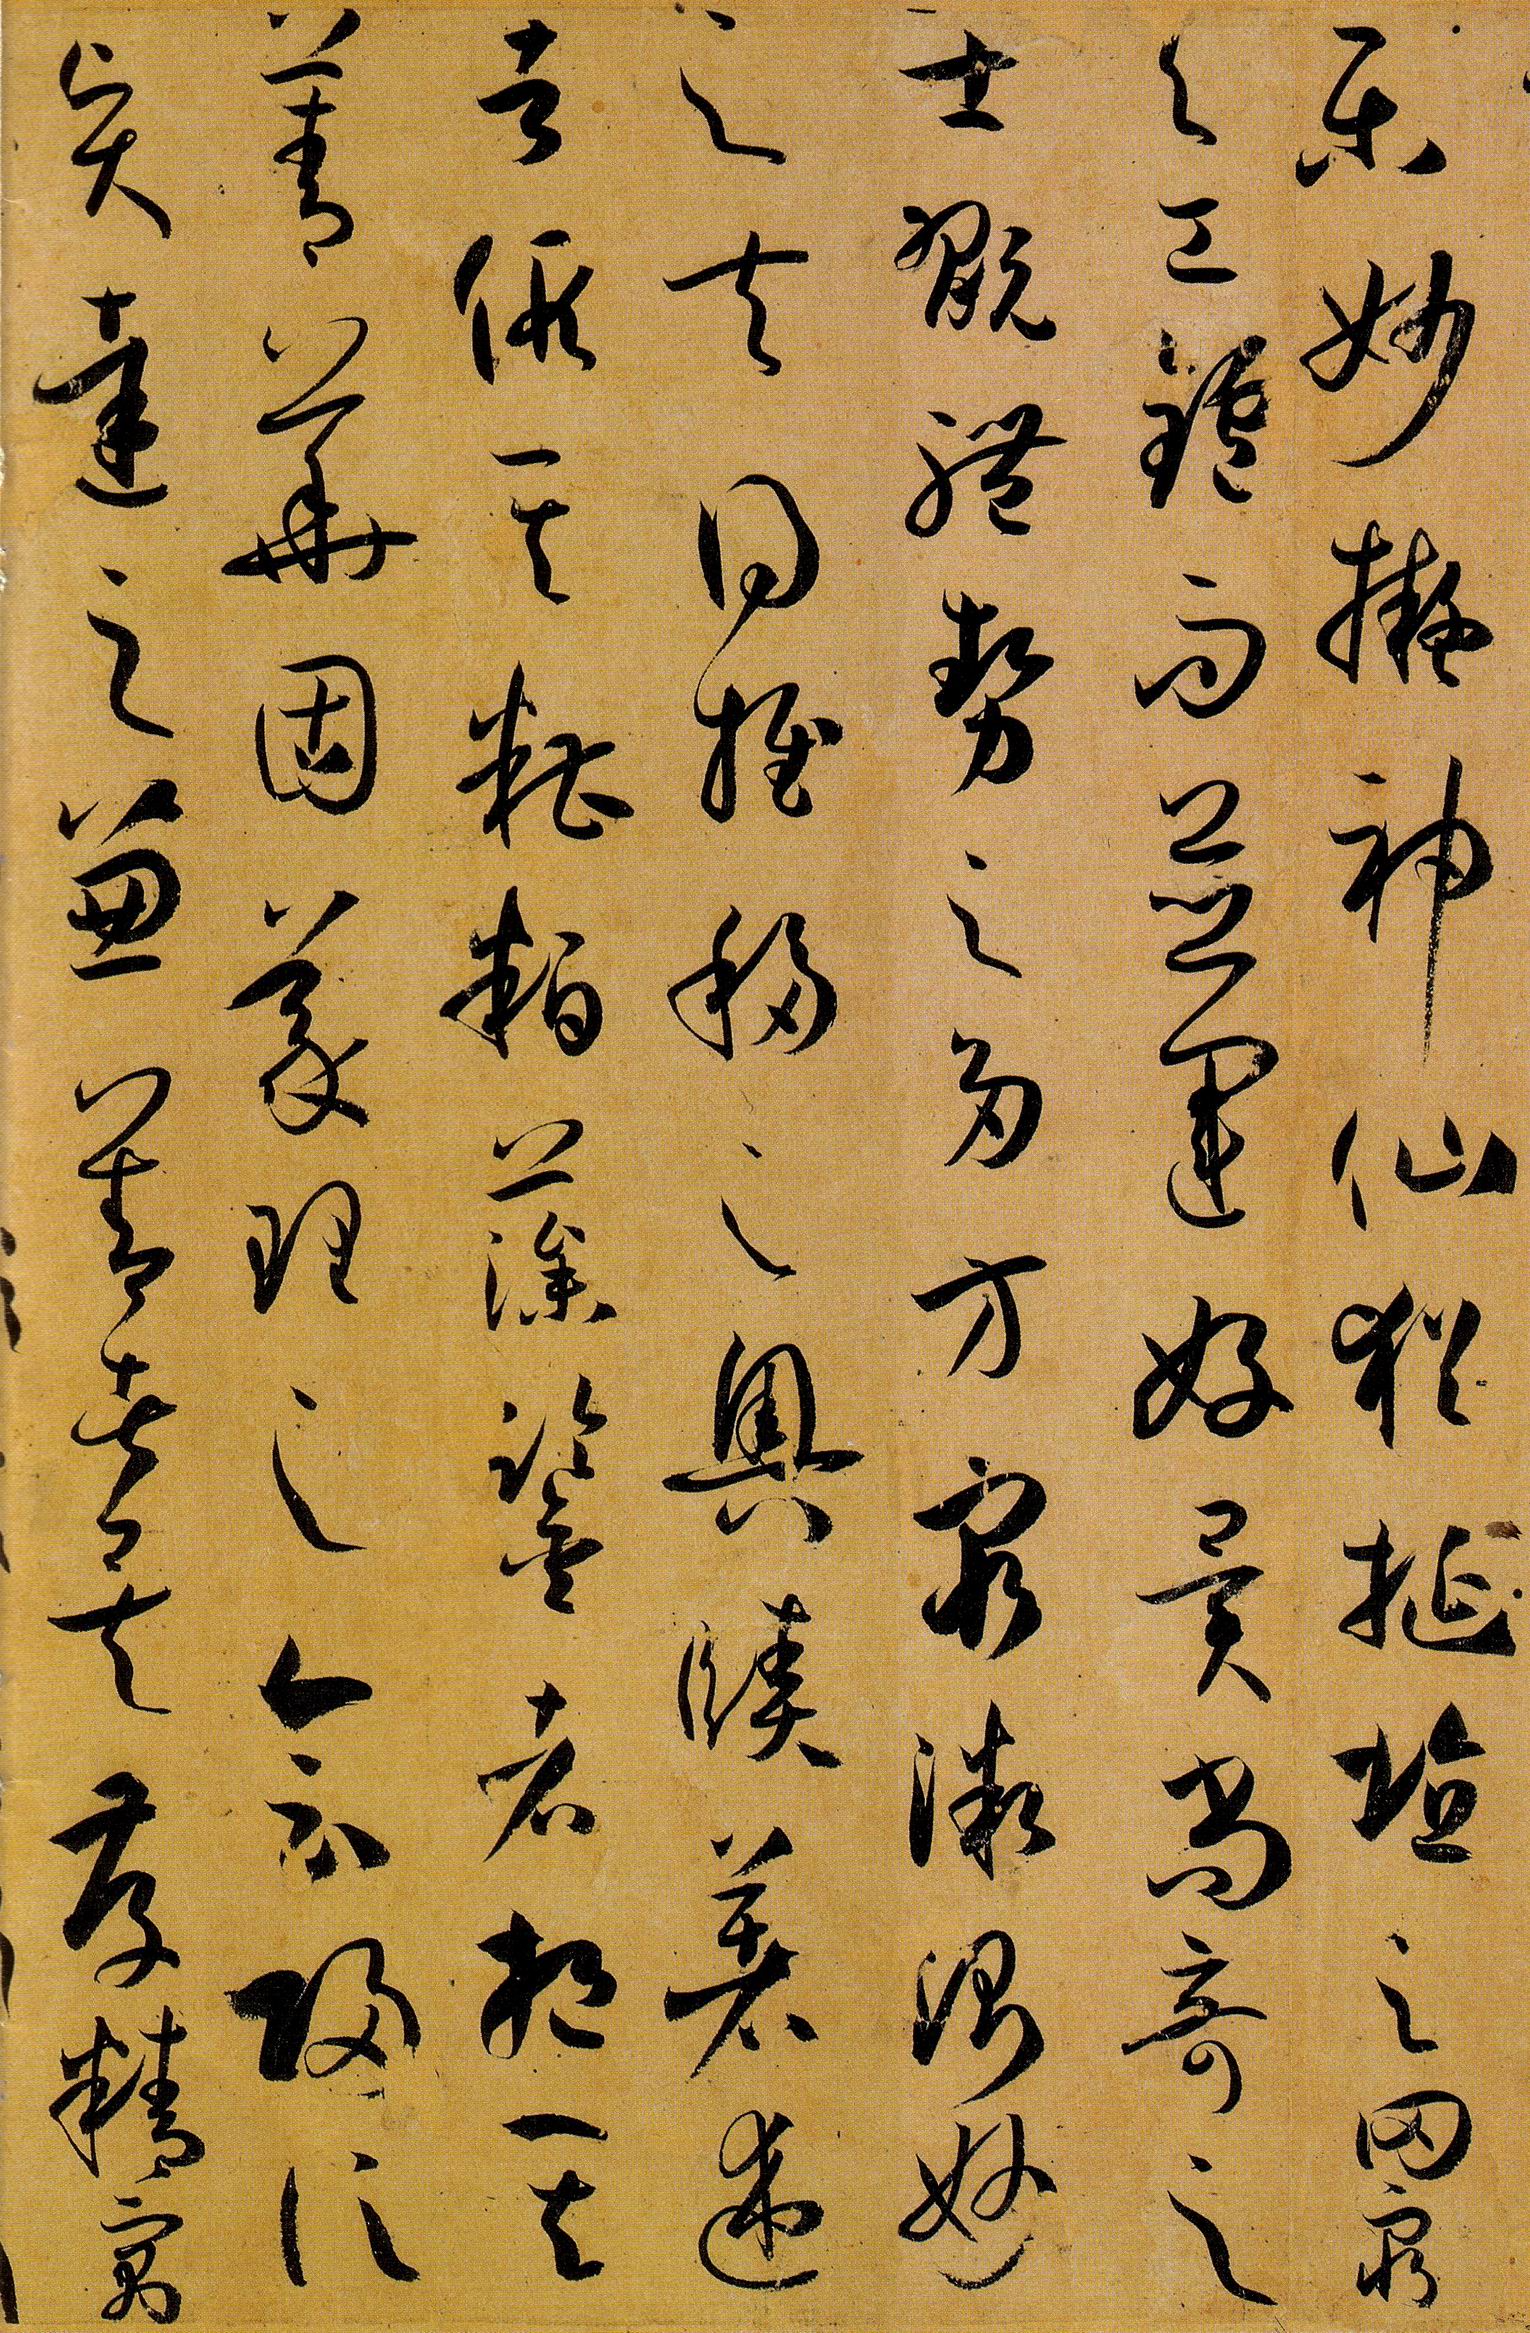 樂妙擬神仙猶挻埴之罔窮
與工鑪而並運好異尚奇之
士翫體勢之多方窮微測妙
之夫得推移之奧賾著述
者假其糟粕藻鑒者挹其
菁華固義理之會歸信
賢達之兼善者矣存精寓